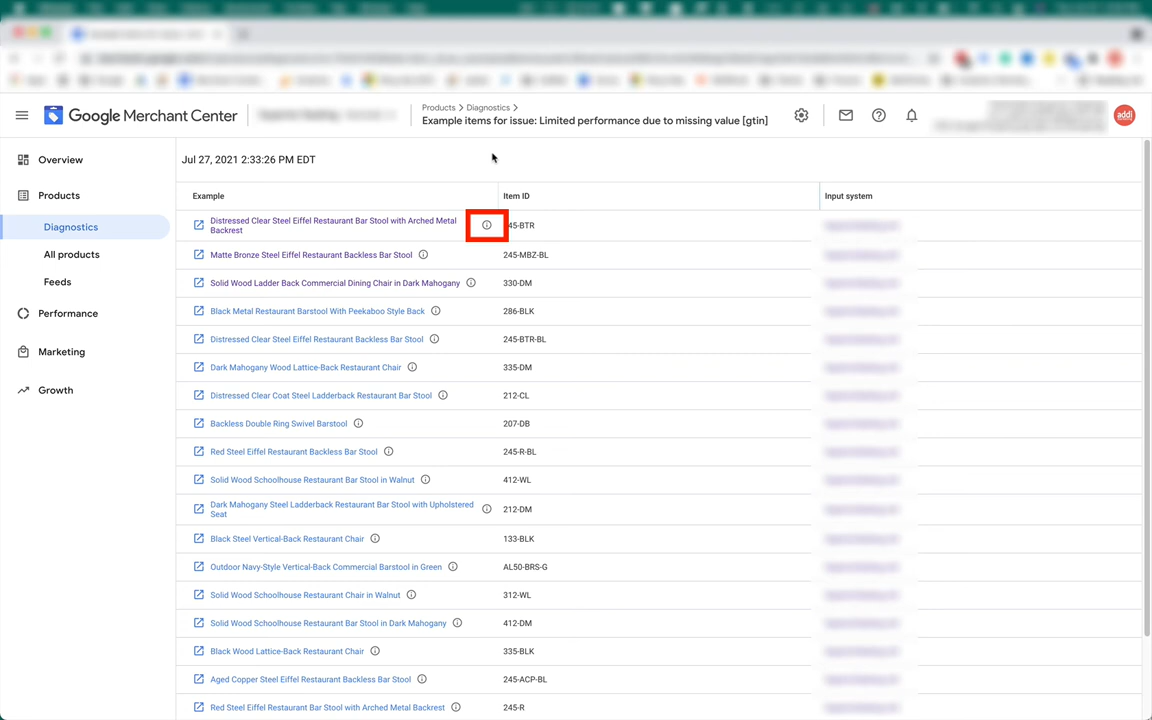 Google Merchant Center
Products > Diagnostics >
Example items for issue: Limited performance due to missing value [gtin]
addi
Overview
Products
Diagnostics
All products
Feeds
Performance
Marketing
Growth
Jul 27, 2021 2:33:26 PM EDT
Example Item ID Input system
Distressed Clear Steel Eiffel Restaurant Bar Stool with Arched Metal
Backrest
45-BTR
Matte Bronze Steel Eiffel Restaurant Backless Bar Stool 245-MBZ-BL
Solid Wood Ladder Back Commercial Dining Chair in Dark Mahogany 330-DM
Black Metal Restaurant Barstool With Peekaboo Style Back 286-BLK
Distressed Clear Steel Eiffel Restaurant Backless Bar Stool 245-BTR-BL
Dark Mahogany Wood Lattice-Back Restaurant Chair 335-DM
Distressed Clear Coat Steel Ladderback Restaurant Bar Stool 212-CL
Backless Double Ring Swivel Barstool 207-DB
Red Steel Eiffel Restaurant Backless Bar Stool 245-R-BL
Solid Wood Schoolhouse Restaurant Bar Stool in Walnut 412-WL
Dark Mahogany Steel Ladderback Restaurant Bar Stool with Upholstered
Seat
212-DM
Black Steel Vertical-Back Restaurant Chair 133-BLK
Outdoor Navy-Style Vertical-Back Commercial Barstool in Green AL50-BRS-G
Solid Wood Schoolhouse Restaurant Chair in Walnut 312-WL
Solid Wood Schoolhouse Restaurant Bar Stool in Dark Mahogany 412-DM
Black Wood Lattice-Back Restaurant Chair 335-BLK
Aged Copper Steel Eiffel Restaurant Backless Bar Stool 245-ACP-BL
Red Steel Eiffel Restaurant Bar Stool with Arched Metal Backrest 245-R